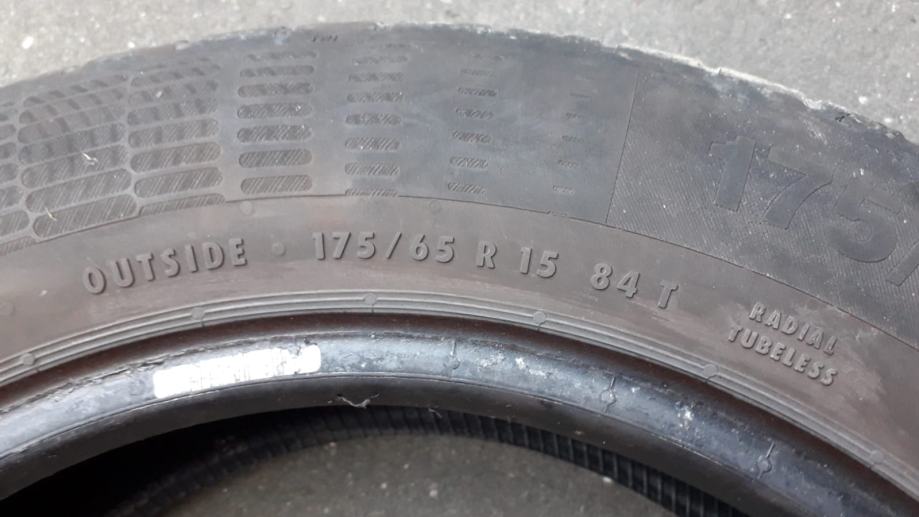 175/
OUTSIDE • 175/65 R 15 84 T
RADIAL
TUBELESS